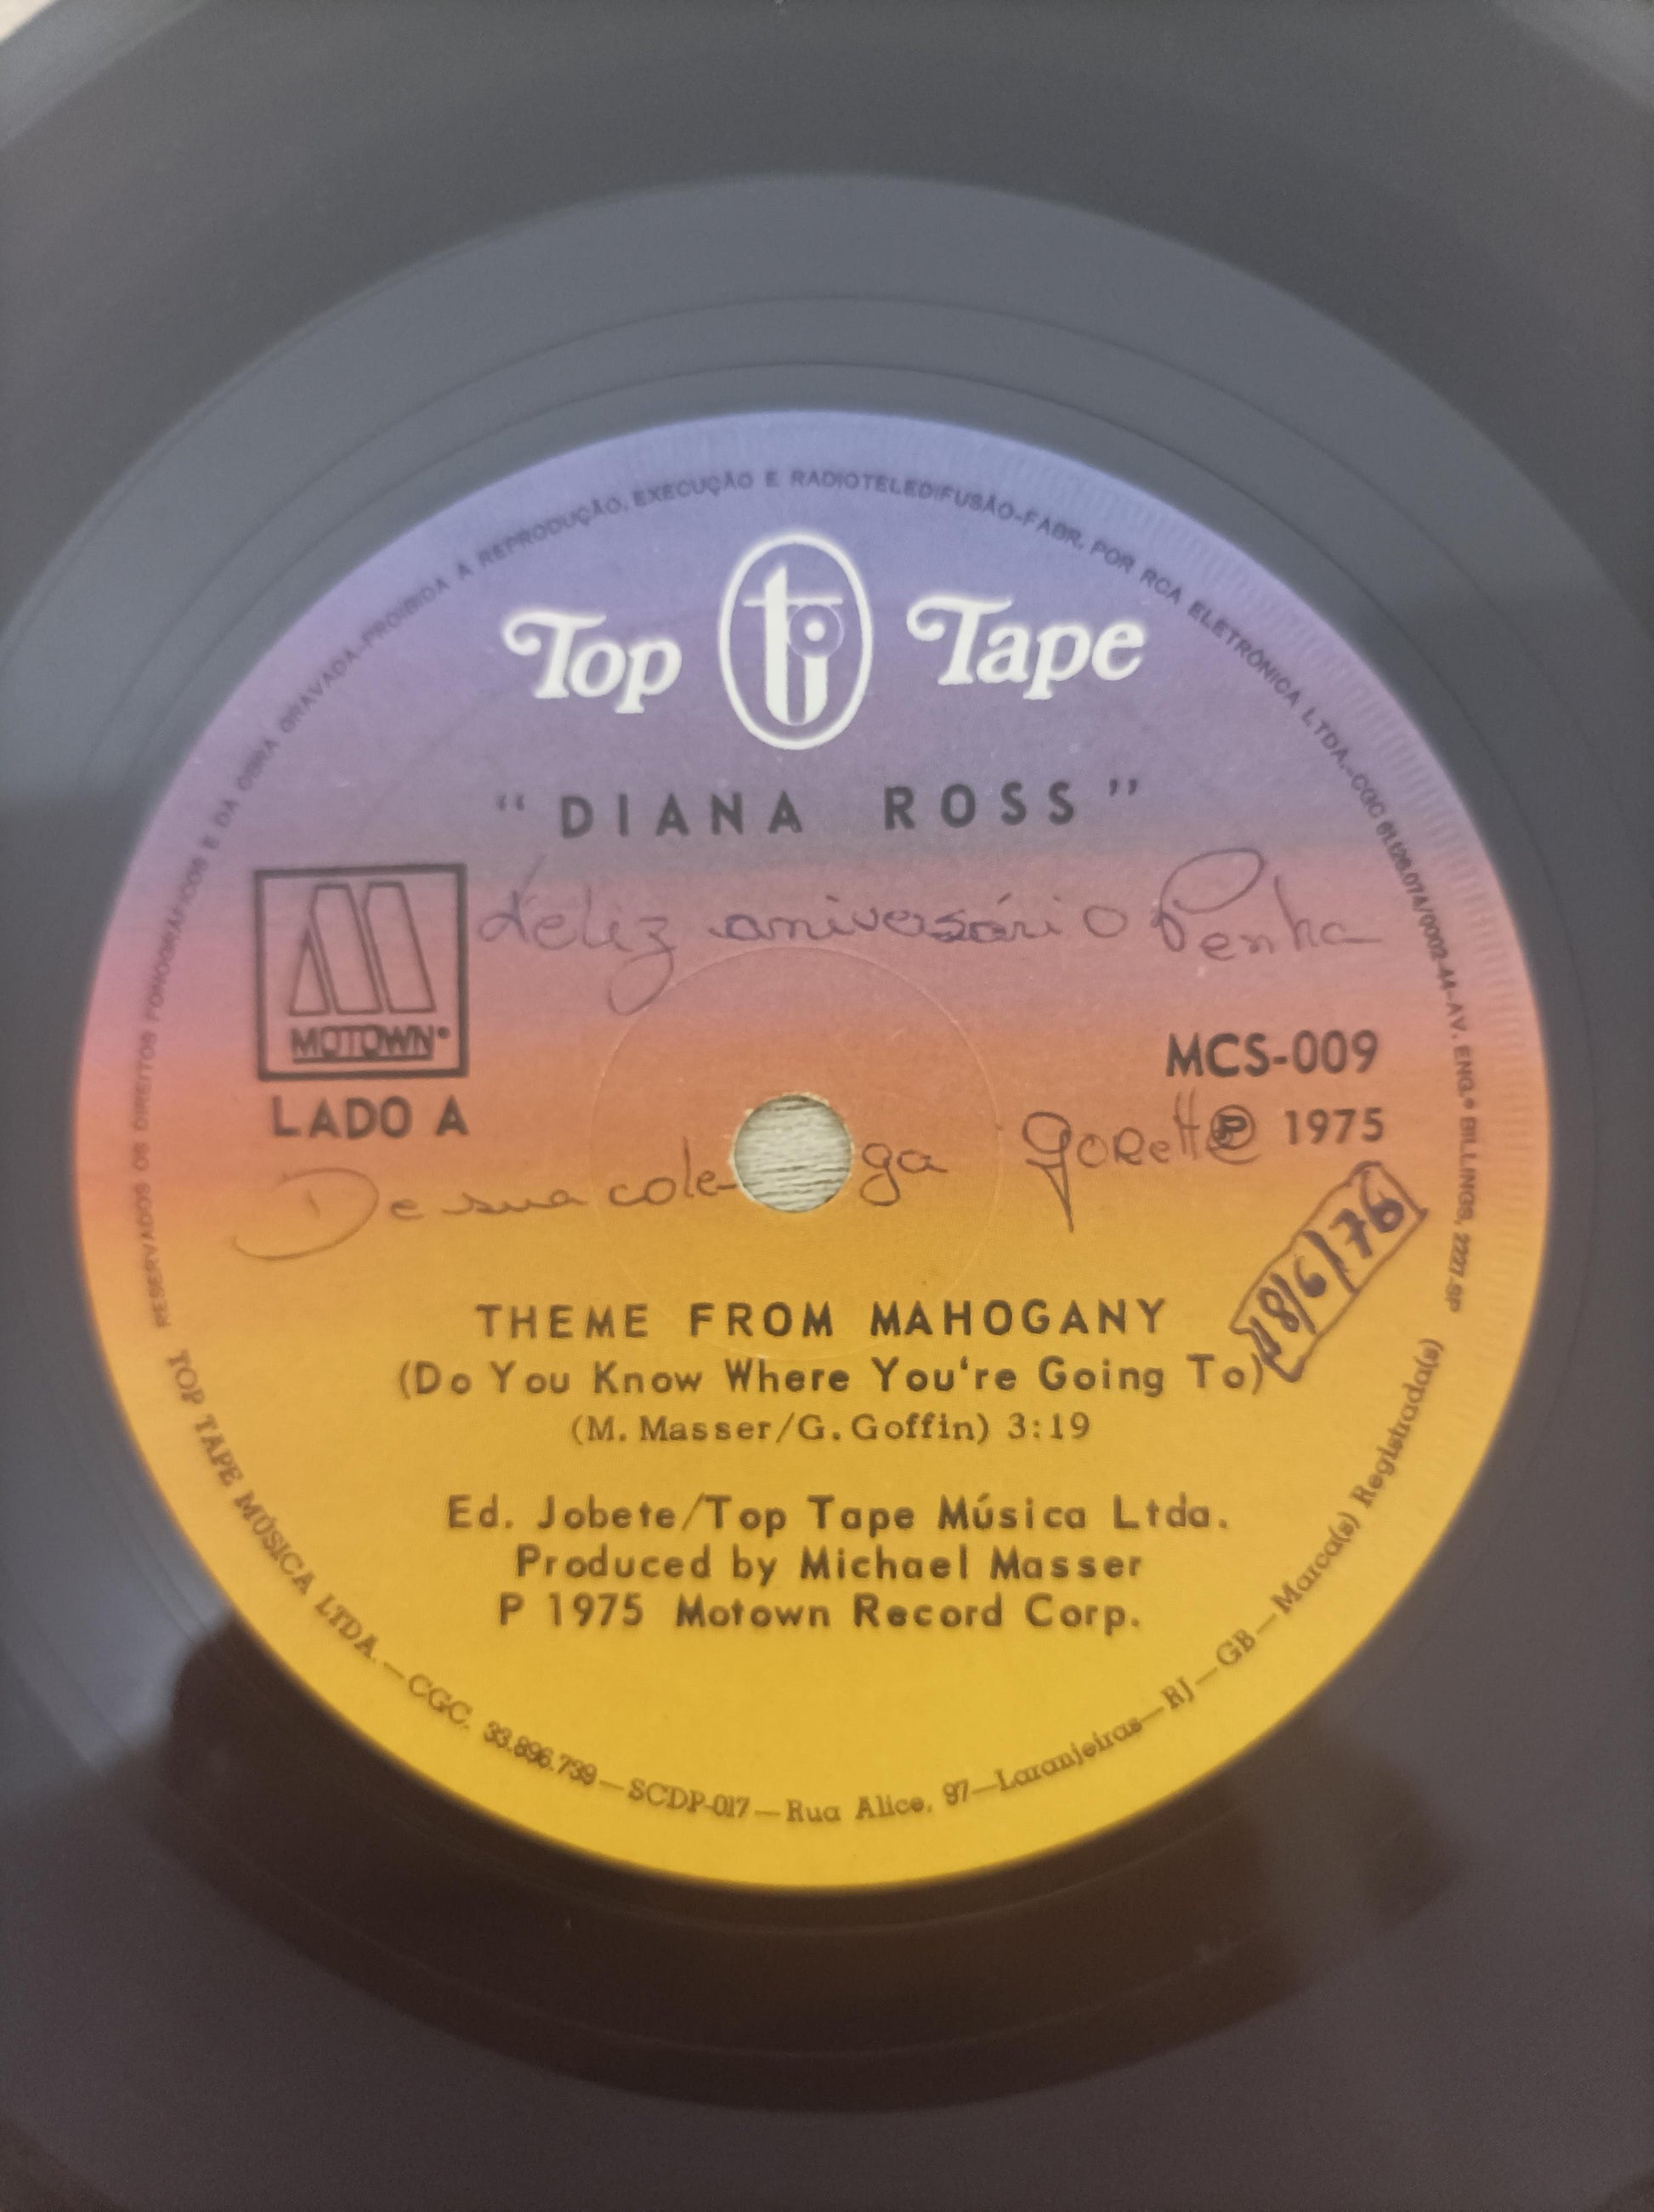 RESERVADOS OS DIREITOS FONOGRÁFICOS E DA OBRA GRAVADA-PROIBIDA A REPRODUÇÃO, EXECUÇÃO E RADIOTELEDIFUSÃO-FABR. POR RCA ELETRÔNICA LTDA.-CGC 61.126.074/0002-44-AV. ENG.º BILLINGS, 2227-SP
Top Tape
"DIANA ROSS"
Feliz aniversário Penha
MOTOWN
MCS-009
LADO A
℗ 1975
De sua colega Gorett
18/6/76
THEME FROM MAHOGANY
(Do You Know Where You're Going To)
(M. Masser/G. Goffin) 3:19
Ed. Jobete/Top Tape Música Ltda.
Produced by Michael Masser
P 1975 Motown Record Corp.
TOP TAPE MÚSICA LTDA. — CGC. 33.896.739 — SCDP-017 — Rua Alice, 97 — Laranjeiras — RJ — GB — Marca(s) Registrada(s)